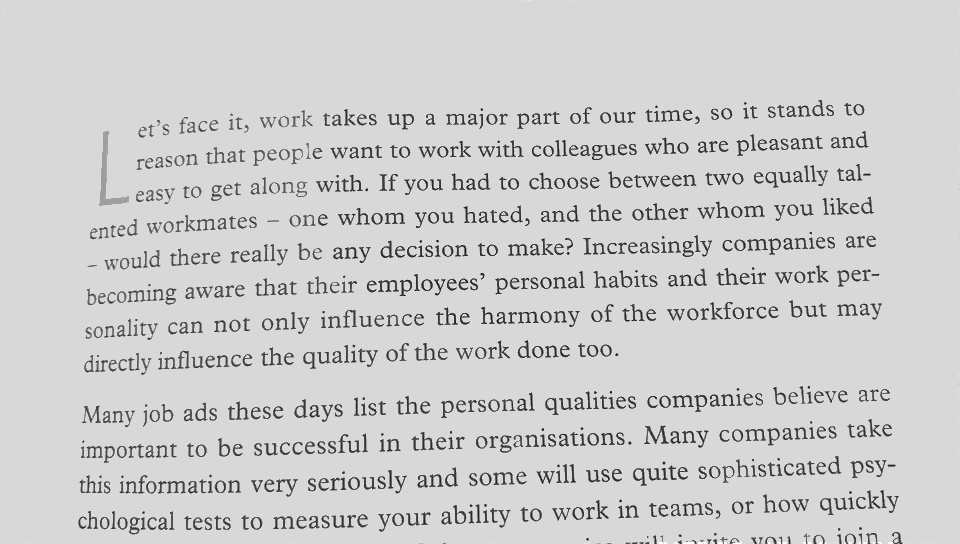 Let's face it, work takes up a major part of our time, so it stands to
reason that people want to work with colleagues who are pleasant and
easy to get along with. If you had to choose between two equally tal-
ented workmates – one whom you hated, and the other whom you liked
– would there really be any decision to make? Increasingly companies are
becoming aware that their employees' personal habits and their work per-
sonality can not only influence the harmony of the workforce but may
directly influence the quality of the work done too.
Many job ads these days list the personal qualities companies believe are
important to be successful in their organisations. Many companies take
this information very seriously and some will use quite sophisticated psy-
chological tests to measure your ability to work in teams, or how quickly
will invite you to join a